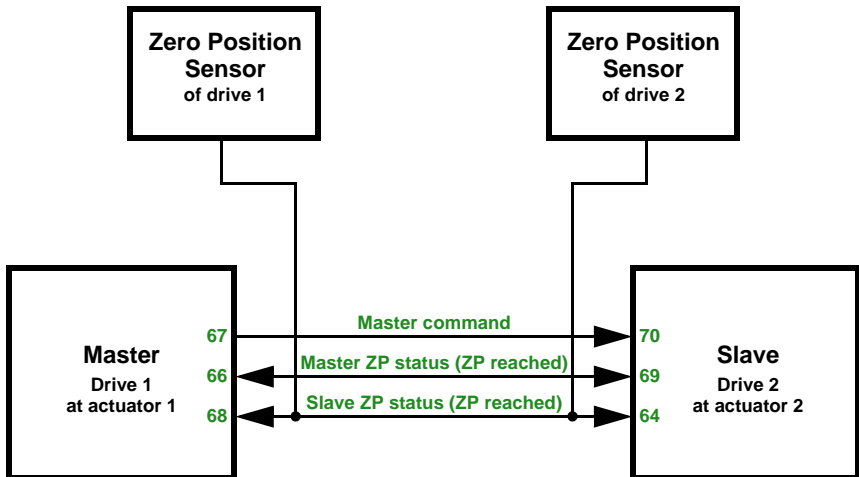 Zero Position
Sensor
of drive 1
Zero Position
Sensor
of drive 2
Master
Drive 1
at actuator 1
67
66
68
Master command
Master ZP status (ZP reached)
Slave ZP status (ZP reached)
70
69
64
Slave
Drive 2
at actuator 2